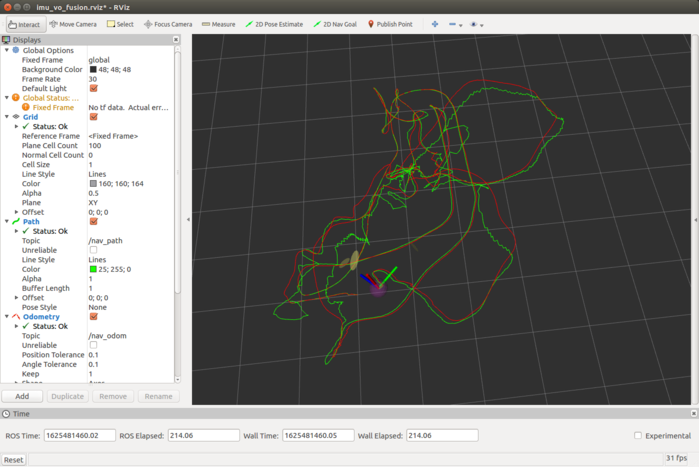 imu_vo_fusion.rviz* - RViz
Interact Move Camera Select Focus Camera Measure 2D Pose Estimate 2D Nav Goal Publish Point
Displays
Global Options
Fixed Frame global
Background Color 48; 48; 48
Frame Rate 30
Default Light
Global Status: ...
Fixed Frame No tf data. Actual err...
Grid
Status: Ok
Reference Frame <Fixed Frame>
Plane Cell Count 100
Normal Cell Count 0
Cell Size 1
Line Style Lines
Color 160; 160; 164
Alpha 0.5
Plane XY
Offset 0; 0; 0
Path
Status: Ok
Topic /nav_path
Unreliable
Line Style Lines
Color 25; 255; 0
Alpha 1
Buffer Length 1
Offset 0; 0; 0
Pose Style None
Odometry
Status: Ok
Topic /nav_odom
Unreliable
Position Tolerance 0.1
Angle Tolerance 0.1
Keep 1
Shape Axes
Add Duplicate Remove Rename
Time
ROS Time: 1625481460.02 ROS Elapsed: 214.06 Wall Time: 1625481460.05 Wall Elapsed: 214.06 Experimental
Reset 31 fps